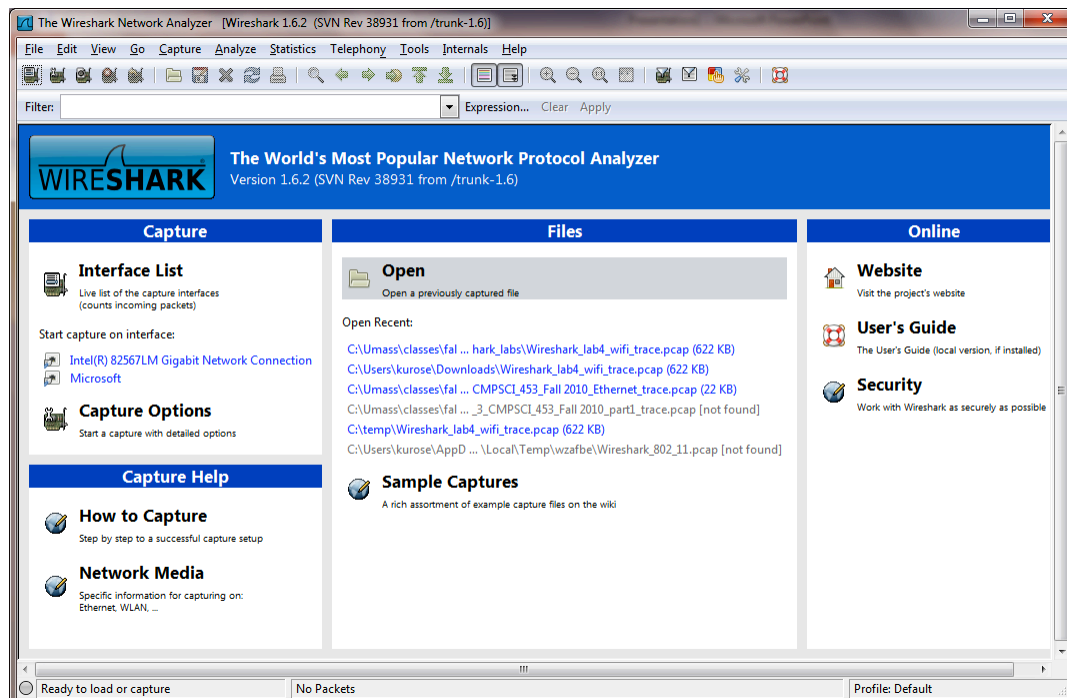 The Wireshark Network Analyzer [Wireshark 1.6.2 (SVN Rev 38931 from /trunk-1.6)]
File Edit View Go Capture Analyze Statistics Telephony Tools Internals Help
Filter: Expression... Clear Apply
WIRESHARK
The World's Most Popular Network Protocol Analyzer
Version 1.6.2 (SVN Rev 38931 from /trunk-1.6)
Capture
Interface List
Live list of the capture interfaces
(counts incoming packets)
Start capture on interface:
Intel(R) 82567LM Gigabit Network Connection
Microsoft
Capture Options
Start a capture with detailed options
Capture Help
How to Capture
Step by step to a successful capture setup
Network Media
Specific information for capturing on:
Ethernet, WLAN, ...
Files
Open
Open a previously captured file
Open Recent:
C:\Umass\classes\fal ... hark_labs\Wireshark_lab4_wifi_trace.pcap (622 KB)
C:\Users\kurose\Downloads\Wireshark_lab4_wifi_trace.pcap (622 KB)
C:\Umass\classes\fal ... CMPSCI_453_Fall 2010_Ethernet_trace.pcap (22 KB)
C:\Umass\classes\fal ... _3_CMPSCI_453_Fall 2010_part1_trace.pcap [not found]
C:\temp\Wireshark_lab4_wifi_trace.pcap (622 KB)
C:\Users\kurose\AppD ... \Local\Temp\wzafbe\Wireshark_802_11.pcap [not found]
Sample Captures
A rich assortment of example capture files on the wiki
Online
Website
Visit the project's website
User's Guide
The User's Guide (local version, if installed)
Security
Work with Wireshark as securely as possible
Ready to load or capture
No Packets
Profile: Default